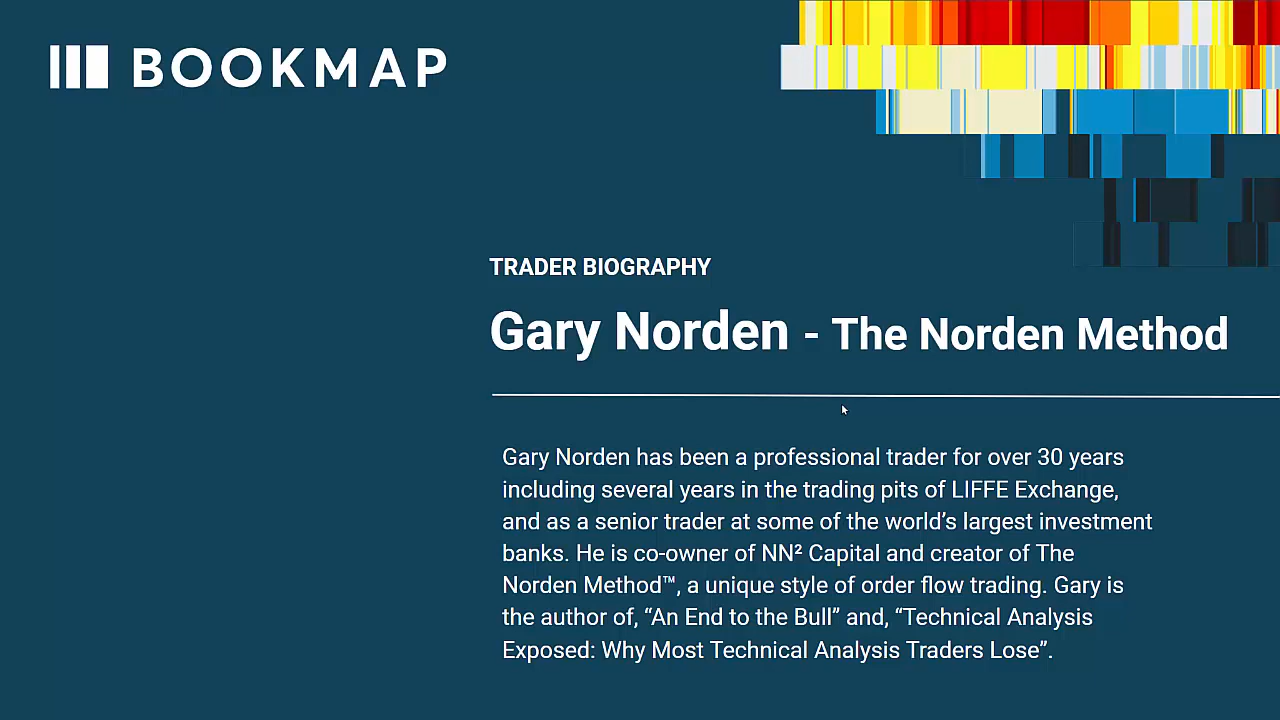 BOOKMAP
TRADER BIOGRAPHY
Gary Norden - The Norden Method
Gary Norden has been a professional trader for over 30 years
including several years in the trading pits of LIFFE Exchange,
and as a senior trader at some of the world’s largest investment
banks. He is co-owner of NN² Capital and creator of The
Norden Method™, a unique style of order flow trading. Gary is
the author of, “An End to the Bull” and, “Technical Analysis
Exposed: Why Most Technical Analysis Traders Lose”.